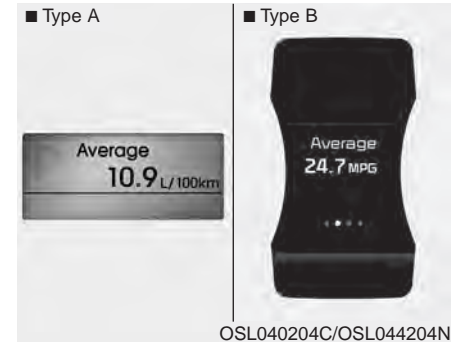 ■ Type A
Average
10.9 L/100km
■ Type B
Average
24.7 MPG
OSL040204C/OSL044204N